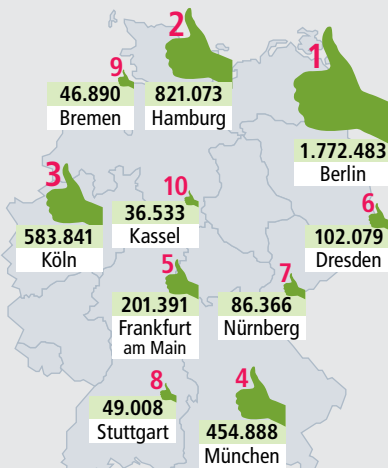 2
821.073
Hamburg
1
1.772.483
Berlin
9
46.890
Bremen
3
583.841
Köln
10
36.533
Kassel
6
102.079
Dresden
5
201.391
Frankfurt
am Main
7
86.366
Nürnberg
8
49.008
Stuttgart
4
454.888
München